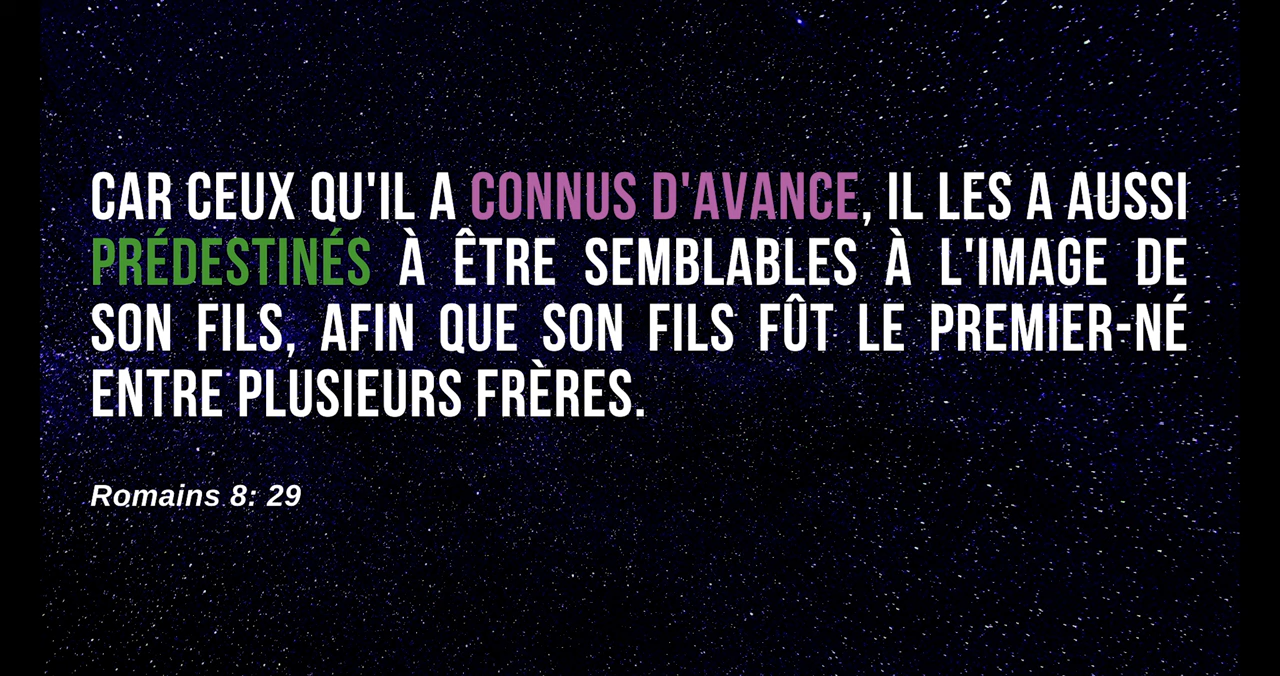 CAR CEUX QU'IL A CONNUS D'AVANCE, IL LES A AUSSI
PRÉDESTINÉS À ÊTRE SEMBLABLES À L'IMAGE DE
SON FILS, AFIN QUE SON FILS FÛT LE PREMIER-NÉ
ENTRE PLUSIEURS FRÈRES.
Romains 8: 29